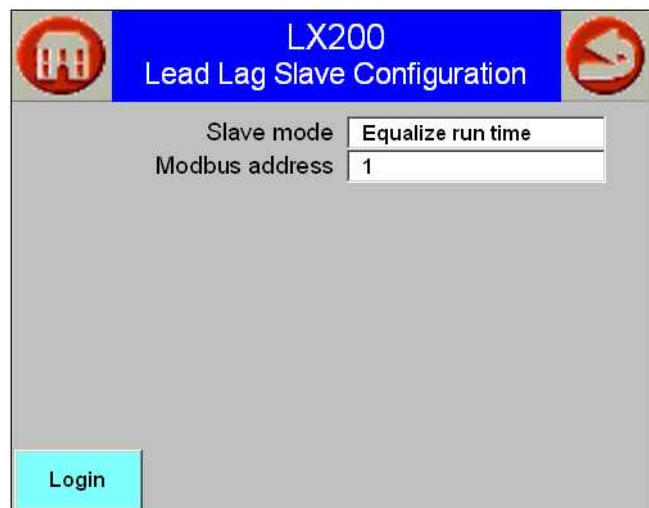 LX200
Lead Lag Slave Configuration
Slave mode Equalize run time
Modbus address 1
Login